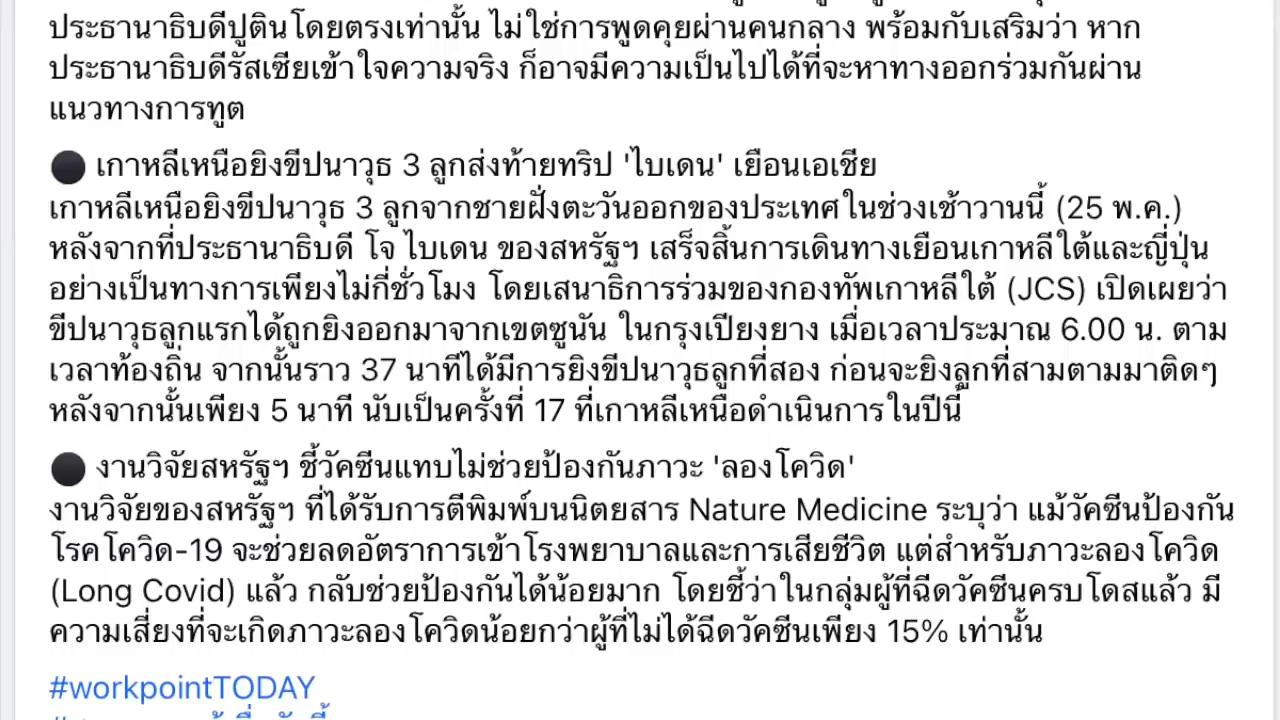 ประธานาธิบดีปูตินโดยตรงเท่านั้น ไม่ใช่การพูดคุยผ่านคนกลาง พร้อมกับเสริมว่า หาก
ประธานาธิบดีรัสเซียเข้าใจความจริง ก็อาจมีความเป็นไปได้ที่จะหาทางออกร่วมกันผ่าน
แนวทางการทูต
⚫ เกาหลีเหนือยิงขีปนาวุธ 3 ลูกส่งท้ายทริป 'ไบเดน' เยือนเอเชีย
เกาหลีเหนือยิงขีปนาวุธ 3 ลูกจากชายฝั่งตะวันออกของประเทศในช่วงเช้าวานนี้ (25 พ.ค.)
หลังจากที่ประธานาธิบดี โจ ไบเดน ของสหรัฐฯ เสร็จสิ้นการเดินทางเยือนเกาหลีใต้และญี่ปุ่น
อย่างเป็นทางการเพียงไม่กี่ชั่วโมง โดยเสนาธิการร่วมของกองทัพเกาหลีใต้ (JCS) เปิดเผยว่า
ขีปนาวุธลูกแรกได้ถูกยิงออกมาจากเขตซูนัน ในกรุงเปียงยาง เมื่อเวลาประมาณ 6.00 น. ตาม
เวลาท้องถิ่น จากนั้นราว 37 นาทีได้มีการยิงขีปนาวุธลูกที่สอง ก่อนจะยิงลูกที่สามตามมาติดๆ
หลังจากนั้นเพียง 5 นาที นับเป็นครั้งที่ 17 ที่เกาหลีเหนือดำเนินการในปีนี้
⚫ งานวิจัยสหรัฐฯ ชี้วัคซีนแทบไม่ช่วยป้องกันภาวะ 'ลองโควิด'
งานวิจัยของสหรัฐฯ ที่ได้รับการตีพิมพ์บนนิตยสาร Nature Medicine ระบุว่า แม้วัคซีนป้องกัน
โรคโควิด-19 จะช่วยลดอัตราการเข้าโรงพยาบาลและการเสียชีวิต แต่สำหรับภาวะลองโควิด
(Long Covid) แล้ว กลับช่วยป้องกันได้น้อยมาก โดยชี้ว่าในกลุ่มผู้ที่ฉีดวัคซีนครบโดสแล้ว มี
ความเสี่ยงที่จะเกิดภาวะลองโควิดน้อยกว่าผู้ที่ไม่ได้ฉีดวัคซีนเพียง 15% เท่านั้น
#workpointTODAY